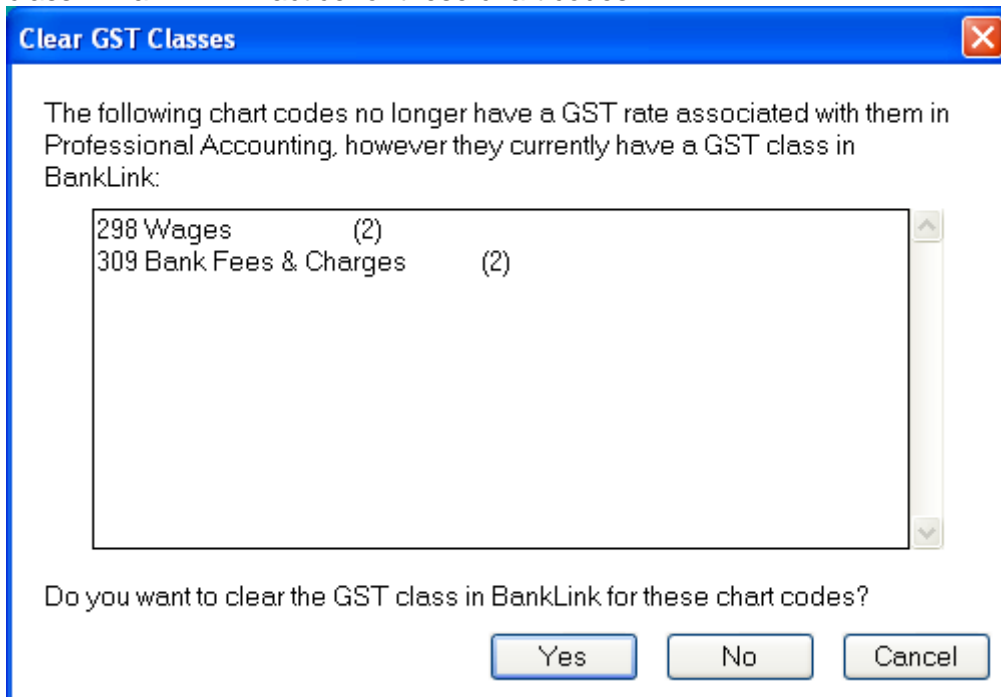 Clear GST Classes
The following chart codes no longer have a GST rate associated with them in
Professional Accounting, however they currently have a GST class in
BankLink:
298 Wages (2)
309 Bank Fees & Charges (2)
Do you want to clear the GST class in BankLink for these chart codes?
Yes No Cancel